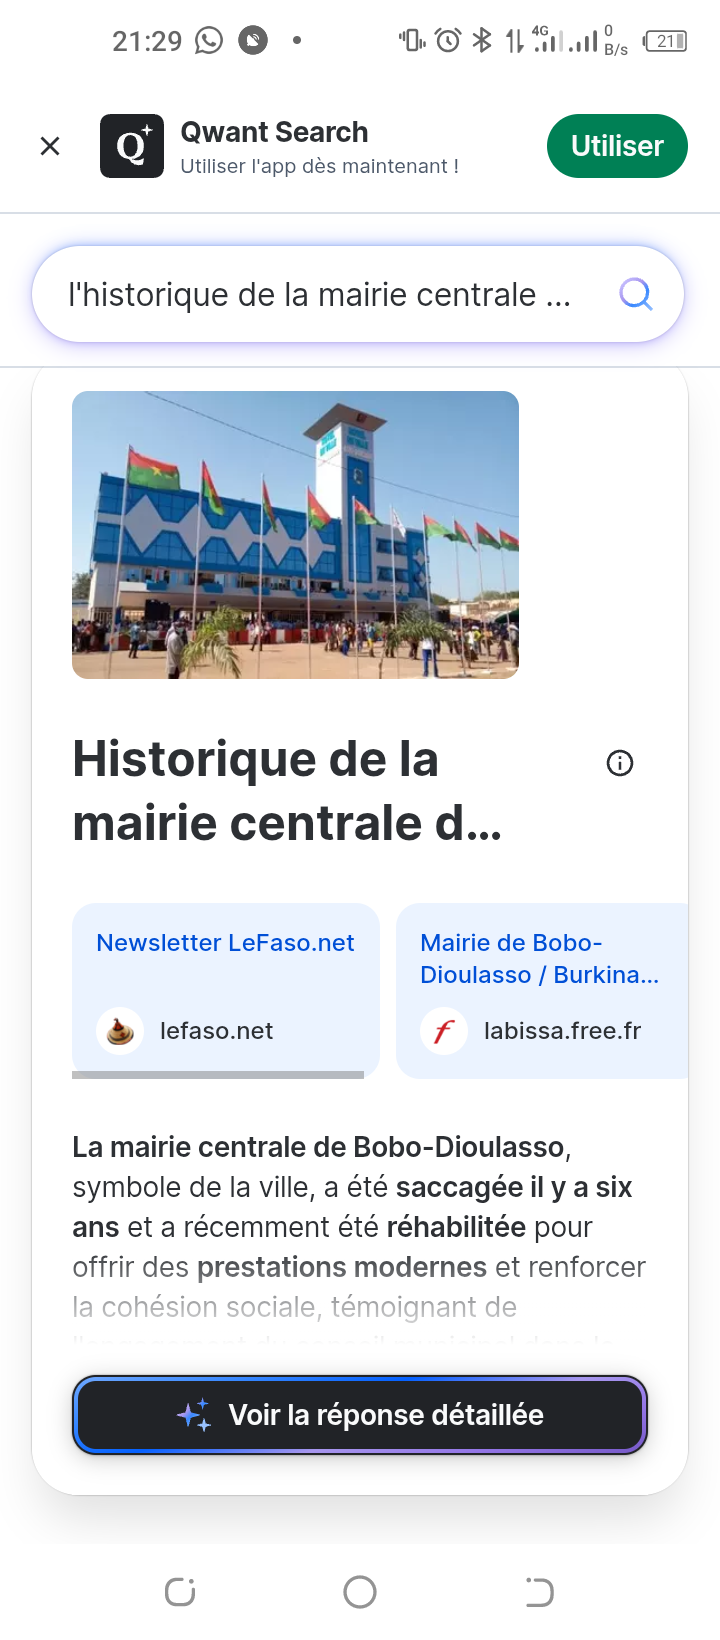 21:29
4G
0
B/s
21
Qwant Search
Utiliser l'app dès maintenant !
Utiliser
l'historique de la mairie centrale ...
Historique de la
mairie centrale d...
Newsletter LeFaso.net
lefaso.net
Mairie de Bobo-
Dioulasso / Burkina...
labissa.free.fr
La mairie centrale de Bobo-Dioulasso,
symbole de la ville, a été saccagée il y a six
ans et a récemment été réhabilitée pour
offrir des prestations modernes et renforcer
la cohésion sociale, témoignant de
Voir la réponse détaillée